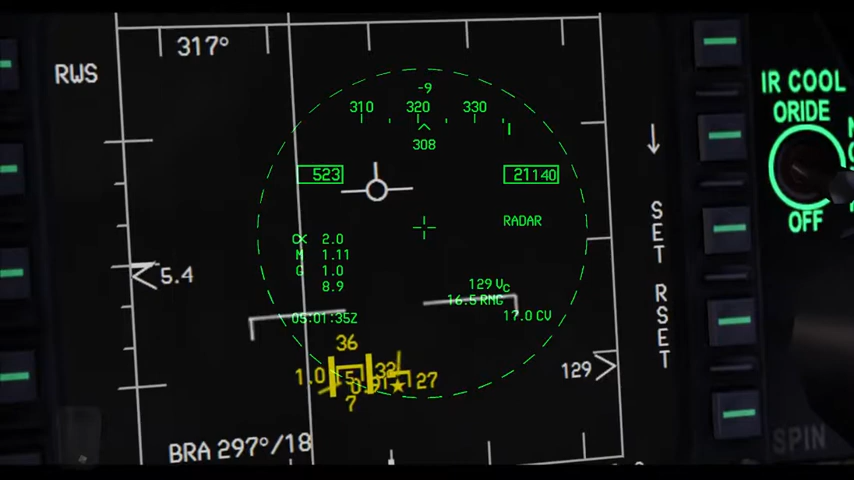 317°
RWS
IR COOL
ORIDE
OFF
-9
310 320 330
308
523
21140
RADAR
2.0
M 1.11
G 1.0
8.9
129 Vc
16.5 RNG
17.0 CV
05:01:35Z
5.4
SET
RSET
129
36
1.0
32
27
7
BRA 297°/18
SPIN